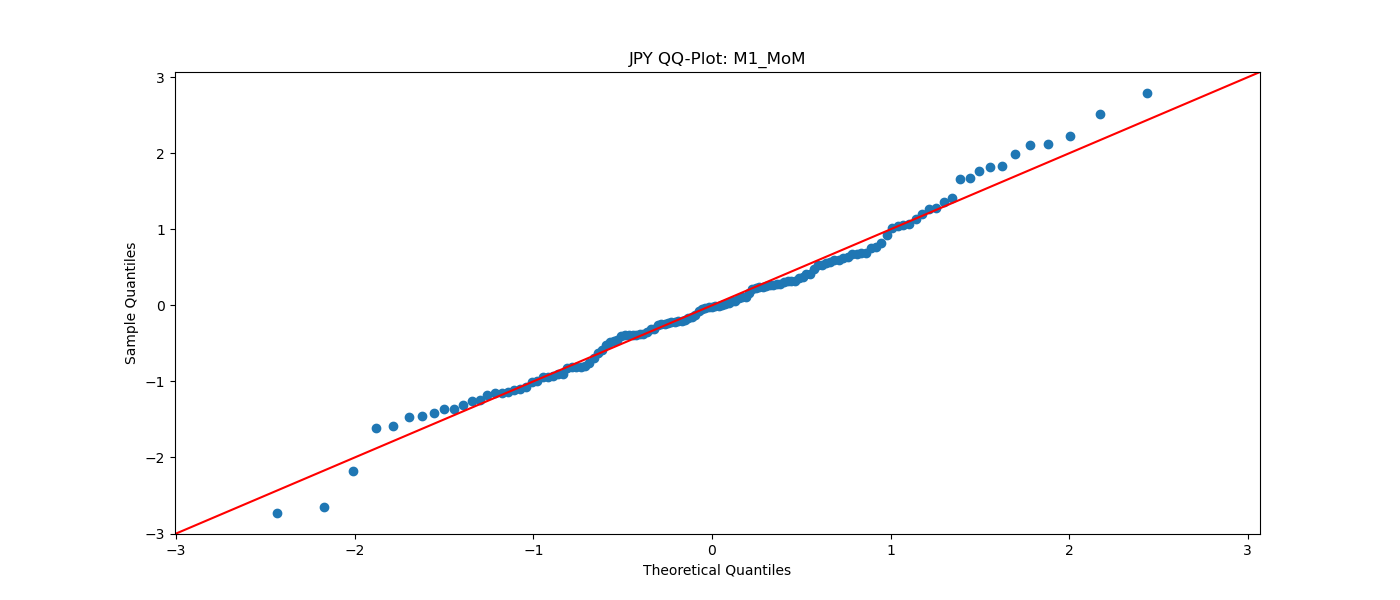 JPY QQ-Plot: M1_MoM
3
2
1
0
−1
−2
−3
Sample Quantiles
−3 −2 −1 0 1 2 3
Theoretical Quantiles